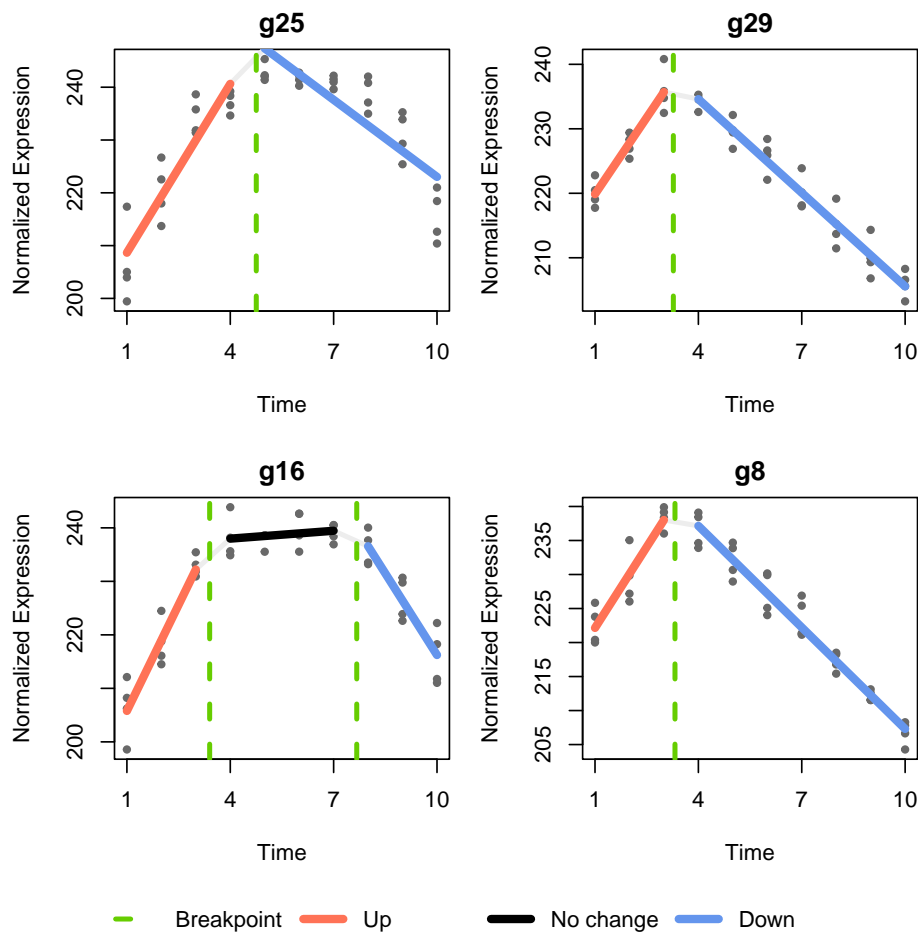 g25
Normalized Expression
200 220 240
1 4 7 10
Time
g29
Normalized Expression
210 220 230 240
1 4 7 10
Time
g16
Normalized Expression
200 220 240
1 4 7 10
Time
g8
Normalized Expression
205 215 225 235
1 4 7 10
Time
Breakpoint Up No change Down